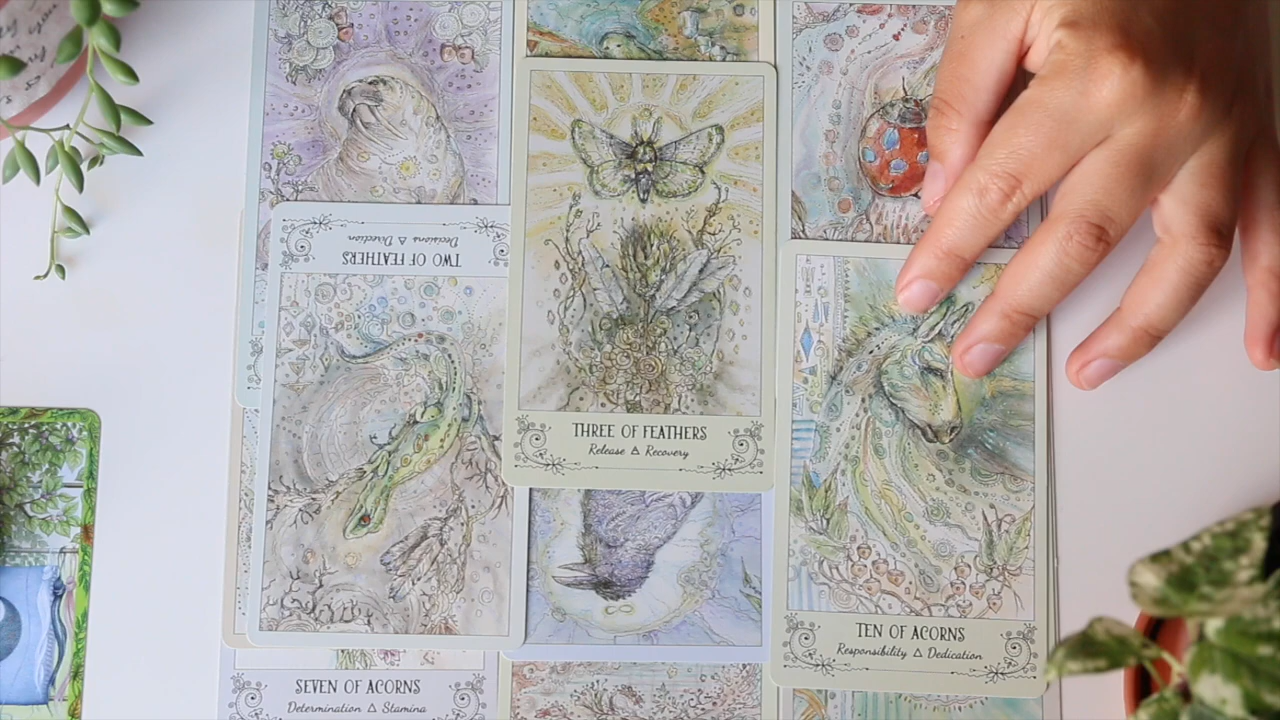 TWO OF FEATHERS
Decisions ∆ Direction
THREE OF FEATHERS
Release ∆ Recovery
TEN OF ACORNS
Responsibility ∆ Dedication
SEVEN OF ACORNS
Determination ∆ Stamina